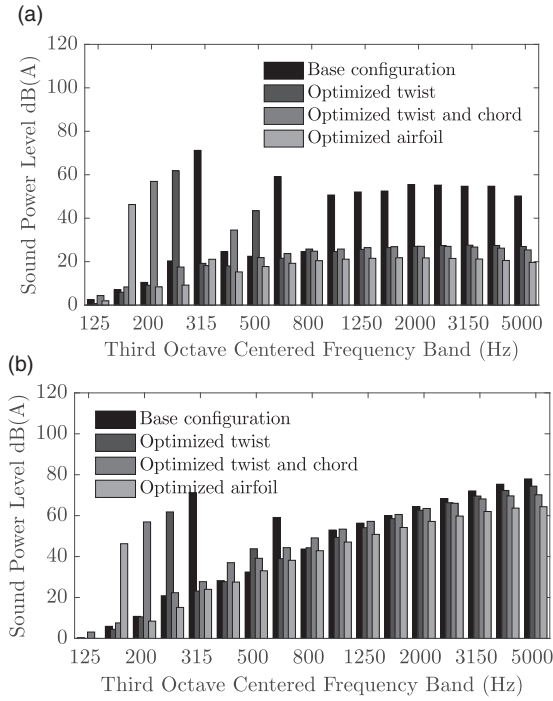 (a)
120
100
80
60
40
20
0
Sound Power Level dB(A)
Base configuration
Optimized twist
Optimized twist and chord
Optimized airfoil
125 200 315 500 800 1250 2000 3150 5000
Third Octave Centered Frequency Band (Hz)
(b)
120
100
80
60
40
20
0
Sound Power Level dB(A)
Base configuration
Optimized twist
Optimized twist and chord
Optimized airfoil
125 200 315 500 800 1250 2000 3150 5000
Third Octave Centered Frequency Band (Hz)